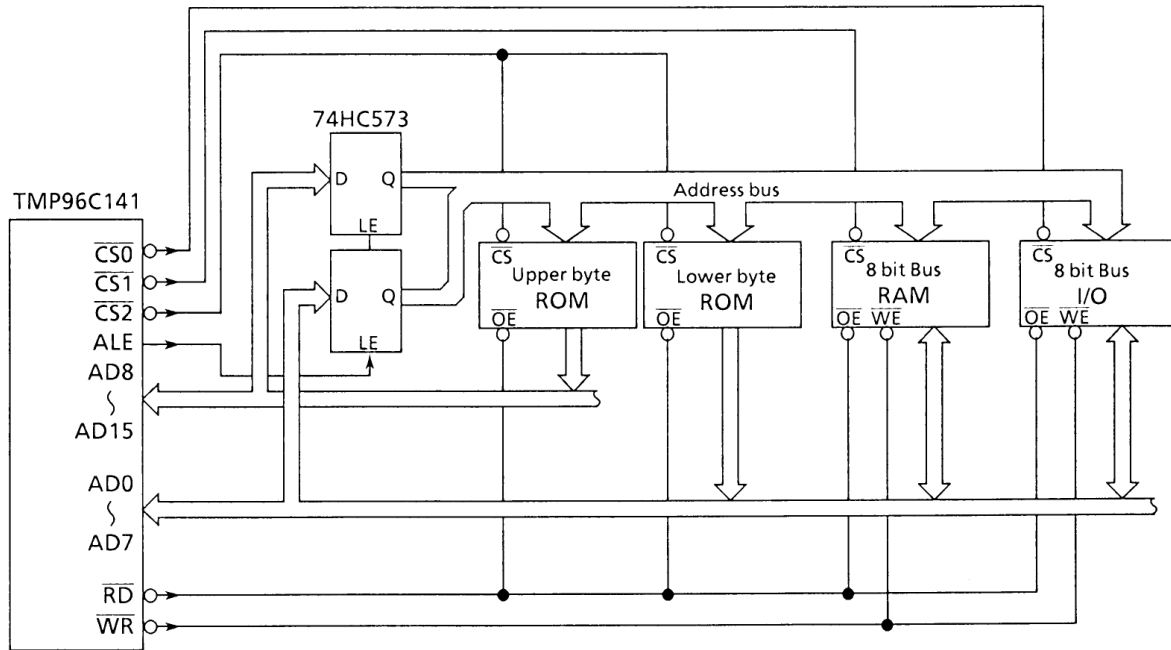 74HC573
TMP96C141
D Q
LE
D Q
LE
Address bus
CS0
CS1
CS2
ALE
AD8
~
AD15
AD0
~
AD7
RD
WR
CS
Upper byte
ROM
OE
CS
Lower byte
ROM
OE
CS
8 bit Bus
RAM
OE WE
CS
8 bit Bus
I/O
OE WE